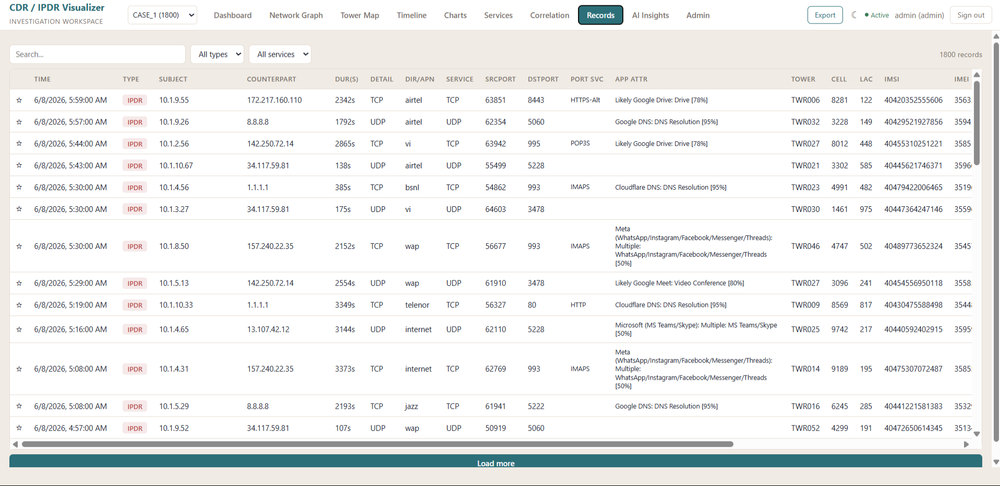 CDR / IPDR Visualizer
INVESTIGATION WORKSPACE
CASE_1 (1800)
Dashboard Network Graph Tower Map Timeline Charts Services Correlation Records AI Insights Admin
Export Active admin (admin) Sign out
Search... All types All services 1800 records
TIME TYPE SUBJECT COUNTERPART DUR(S) DETAIL DIR/APN SERVICE SRCPORT DSTPORT PORT SVC APP ATTR TOWER CELL LAC IMSI IMEI
6/8/2026, 5:59:00 AM IPDR 10.1.9.55 172.217.160.110 2342s TCP airtel TCP 63851 8443 HTTPS-Alt Likely Google Drive: Drive [78%] TWR006 8281 122 40420352555606
6/8/2026, 5:57:00 AM IPDR 10.1.9.26 8.8.8.8 1792s UDP airtel UDP 62354 5060 Google DNS: DNS Resolution [95%] TWR032 3228 149 40429521927856 3594
6/8/2026, 5:44:00 AM IPDR 10.1.2.56 142.250.72.14 2865s TCP vi TCP 63942 995 POP3S Likely Google Drive: Drive [78%] TWR027 8012 448 40455310251221 3585
6/8/2026, 5:43:00 AM IPDR 10.1.10.67 34.117.59.81 138s UDP airtel UDP 55499 5228 TWR021 3302 585 40445621746371
6/8/2026, 5:30:00 AM IPDR 10.1.4.56 1.1.1.1 385s TCP bsnl TCP 54862 993 IMAPS Cloudflare DNS: DNS Resolution [95%] TWR023 4991 482 40479422006465
6/8/2026, 5:30:00 AM IPDR 10.1.3.27 34.117.59.81 175s UDP vi UDP 64603 3478 TWR030 1461 975 40447364247146
6/8/2026, 5:30:00 AM IPDR 10.1.8.50 157.240.22.35 2152s TCP wap TCP 56677 993 IMAPS Meta
(WhatsApp/Instagram/Facebook/Messenger/Threads):
Multiple:
WhatsApp/Instagram/Facebook/Messenger/Threads
[50%] TWR046 4747 502 40489773652324
6/8/2026, 5:29:00 AM IPDR 10.1.5.13 142.250.72.14 2554s UDP wap UDP 61910 3478 Likely Google Meet: Video Conference [80%] TWR027 3096 241 40454556950118
6/8/2026, 5:19:00 AM IPDR 10.1.10.33 1.1.1.1 3349s TCP telenor TCP 56327 80 HTTP Cloudflare DNS: DNS Resolution [95%] TWR009 8569 817 40430475588498
6/8/2026, 5:16:00 AM IPDR 10.1.4.65 13.107.42.12 3144s UDP internet UDP 62110 5228 Microsoft (MS Teams/Skype): Multiple: MS Teams/Skype
[50%] TWR025 9742 217 40440592402915
6/8/2026, 5:08:00 AM IPDR 10.1.4.31 157.240.22.35 3373s TCP internet TCP 62769 993 IMAPS Meta
(WhatsApp/Instagram/Facebook/Messenger/Threads):
Multiple:
WhatsApp/Instagram/Facebook/Messenger/Threads
[50%] TWR014 9189 195 40475307072487
6/8/2026, 5:08:00 AM IPDR 10.1.5.29 8.8.8.8 2193s TCP jazz TCP 61941 5222 Google DNS: DNS Resolution [95%] TWR016 6245 285 40441221581383
6/8/2026, 4:57:00 AM IPDR 10.1.9.52 34.117.59.81 107s UDP wap UDP 50919 5060 TWR052 4299 191 40472650614345
Load more